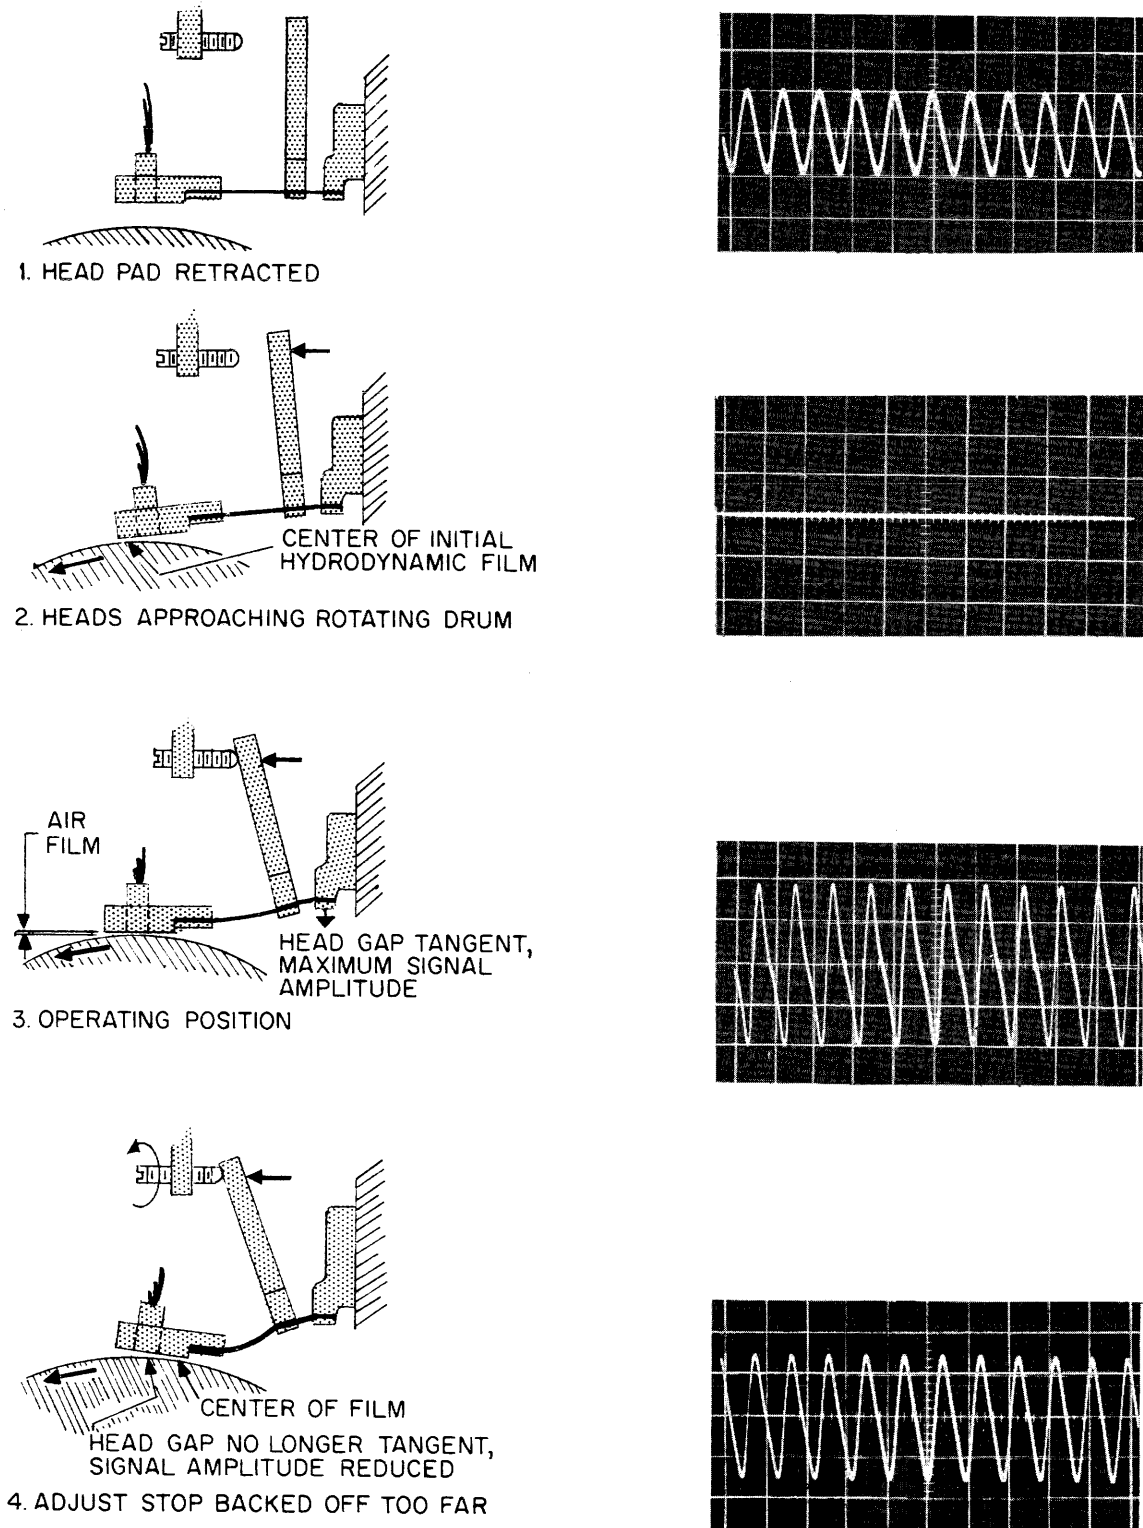 1. HEAD PAD RETRACTED
CENTER OF INITIAL
HYDRODYNAMIC FILM
2. HEADS APPROACHING ROTATING DRUM
AIR
FILM
HEAD GAP TANGENT,
MAXIMUM SIGNAL
AMPLITUDE
3. OPERATING POSITION
CENTER OF FILM
HEAD GAP NO LONGER TANGENT,
SIGNAL AMPLITUDE REDUCED
4. ADJUST STOP BACKED OFF TOO FAR